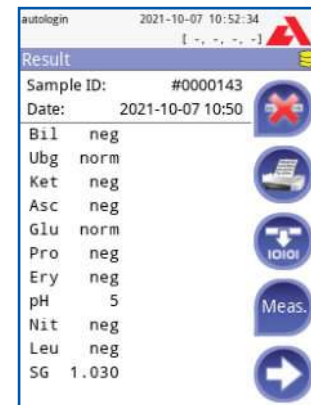 autologin 2021-10-07 10:52:34
[ -, -, -, -]
Result
Sample ID: #0000143
Date: 2021-10-07 10:50
Bil neg
Ubg norm
Ket neg
Asc neg
Glu norm
Pro neg
Ery neg
pH 5
Nit neg
Leu neg
SG 1.030
10101
Meas.